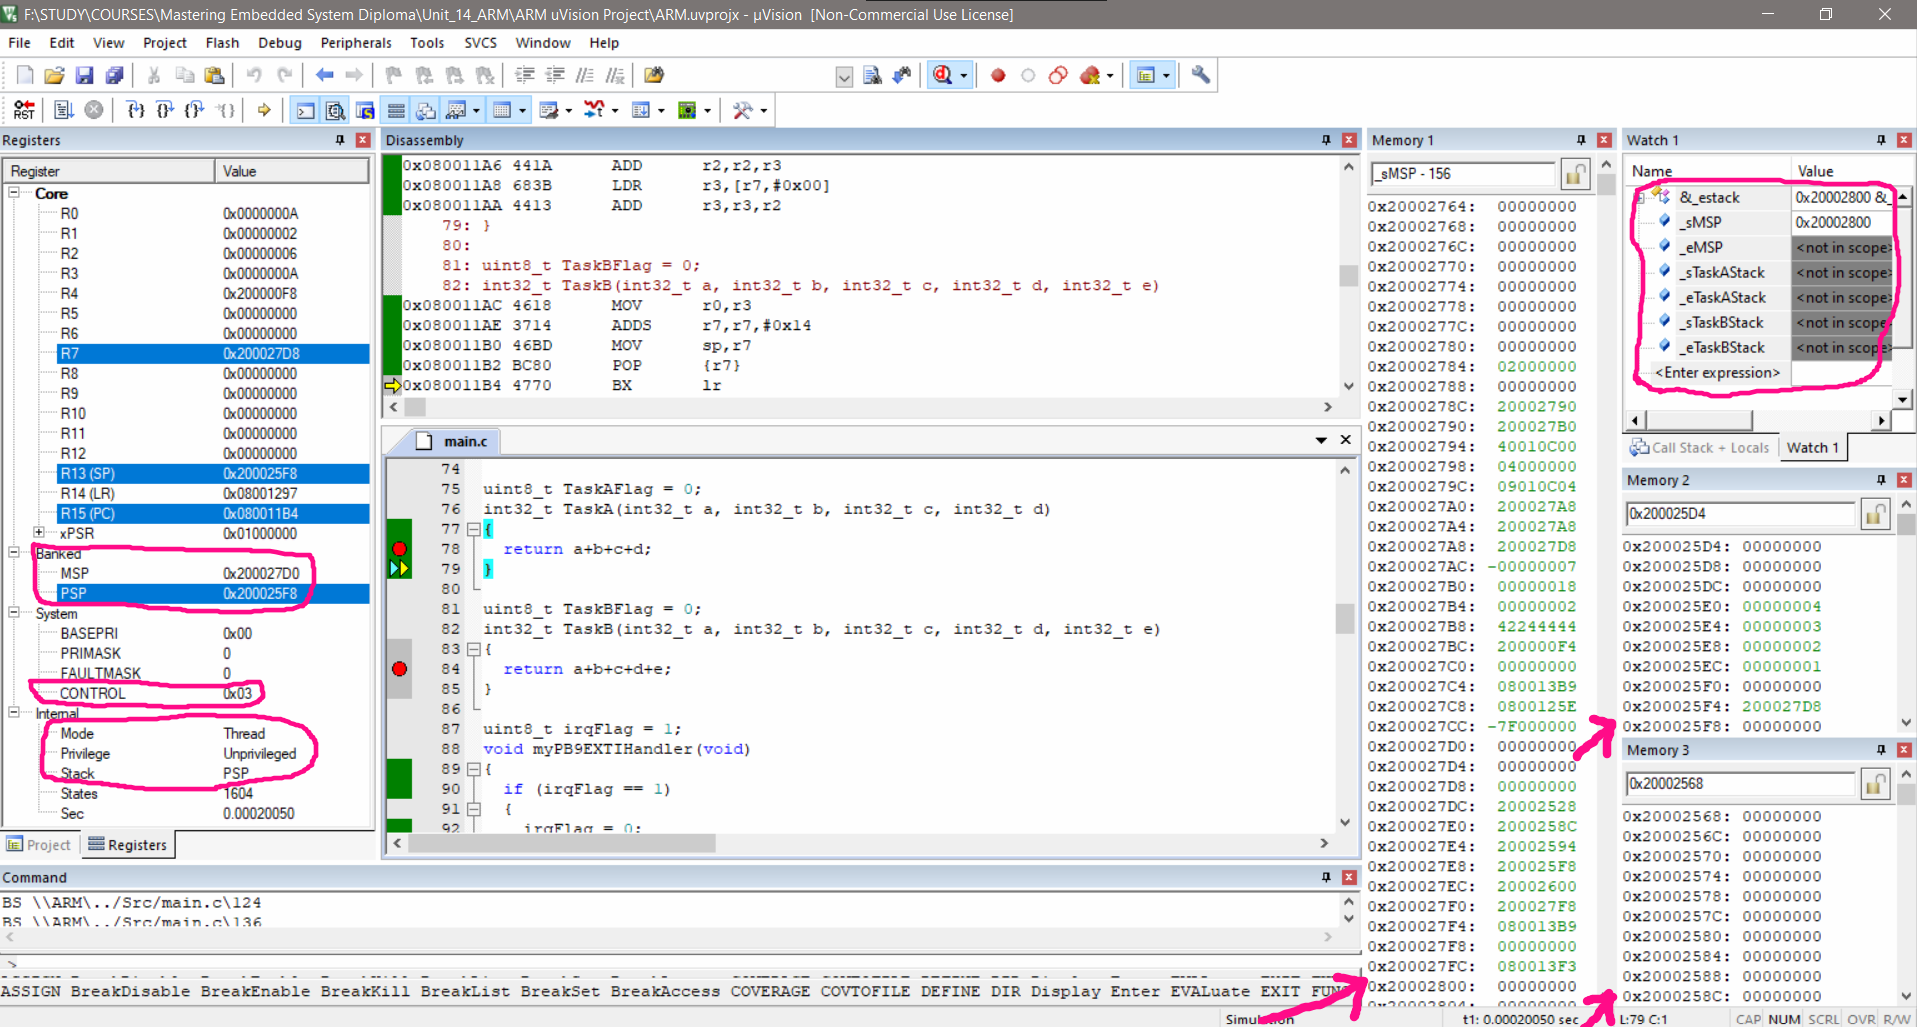 F:\STUDY\COURSES\Mastering Embedded System Diploma\Unit_14_ARM\ARM uVision Project\ARM.uvprojx - µVision  [Non-Commercial Use License]
File Edit View Project Flash Debug Peripherals Tools SVCS Window Help
RST
Registers
Register Value
Core
R0 0x0000000A
R1 0x00000002
R2 0x00000006
R3 0x0000000A
R4 0x200000F8
R5 0x00000000
R6 0x00000000
R7 0x200027D8
R8 0x00000000
R9 0x00000000
R10 0x00000000
R11 0x00000000
R12 0x00000000
R13 (SP) 0x200025F8
R14 (LR) 0x08001297
R15 (PC) 0x080011B4
xPSR 0x01000000
Banked
MSP 0x200027D0
PSP 0x200025F8
System
BASEPRI 0x00
PRIMASK 0
FAULTMASK 0
CONTROL 0x03
Internal
Mode Thread
Privilege Unprivileged
Stack PSP
States 1604
Sec 0.00020050
Project Registers
Disassembly
0x080011A6 441A ADD r2,r2,r3
0x080011A8 683B LDR r3,[r7,#0x00]
0x080011AA 4413 ADD r3,r3,r2
79: }
80:
81: uint8_t TaskBFlag = 0;
82: int32_t TaskB(int32_t a, int32_t b, int32_t c, int32_t d, int32_t e)
0x080011AC 4618 MOV r0,r3
0x080011AE 3714 ADDS r7,r7,#0x14
0x080011B0 46BD MOV sp,r7
0x080011B2 BC80 POP {r7}
0x080011B4 4770 BX lr
main.c
74
75 uint8_t TaskAFlag = 0;
76 int32_t TaskA(int32_t a, int32_t b, int32_t c, int32_t d)
77 {
78 return a+b+c+d;
79 }
80
81 uint8_t TaskBFlag = 0;
82 int32_t TaskB(int32_t a, int32_t b, int32_t c, int32_t d, int32_t e)
83 {
84 return a+b+c+d+e;
85 }
86
87 uint8_t irqFlag = 1;
88 void myPB9EXTIHandler(void)
89 {
90 if (irqFlag == 1)
91 {
92 irqFlag = 0;
Memory 1
_sMSP - 156
0x20002764: 00000000
0x20002768: 00000000
0x2000276C: 00000000
0x20002770: 00000000
0x20002774: 00000000
0x20002778: 00000000
0x2000277C: 00000000
0x20002780: 00000000
0x20002784: 02000000
0x20002788: 00000000
0x2000278C: 20002790
0x20002790: 200027B0
0x20002794: 40010C00
0x20002798: 04000000
0x2000279C: 09010C04
0x200027A0: 200027A8
0x200027A4: 200027A8
0x200027A8: 200027D8
0x200027AC: -00000007
0x200027B0: 00000018
0x200027B4: 00000002
0x200027B8: 42244444
0x200027BC: 200000F4
0x200027C0: 00000000
0x200027C4: 080013B9
0x200027C8: 0800125E
0x200027CC: -7F000000
0x200027D0: 00000000
0x200027D4: 00000000
0x200027D8: 00000000
0x200027DC: 20002528
0x200027E0: 2000258C
0x200027E4: 20002594
0x200027E8: 200025F8
0x200027EC: 20002600
0x200027F0: 200027F8
0x200027F4: 080013B9
0x200027F8: 00000000
0x200027FC: 080013F3
0x20002800: 00000000
Watch 1
Name Value
&_estack 0x20002800 &_
_sMSP 0x20002800
_eMSP <not in scope>
_sTaskAStack <not in scope>
_eTaskAStack <not in scope>
_sTaskBStack <not in scope>
_eTaskBStack <not in scope>
<Enter expression>
Call Stack + Locals Watch 1
Memory 2
0x200025D4
0x200025D4: 00000000
0x200025D8: 00000000
0x200025DC: 00000000
0x200025E0: 00000004
0x200025E4: 00000003
0x200025E8: 00000002
0x200025EC: 00000001
0x200025F0: 00000000
0x200025F4: 200027D8
0x200025F8: 00000000
Memory 3
0x20002568
0x20002568: 00000000
0x2000256C: 00000000
0x20002570: 00000000
0x20002574: 00000000
0x20002578: 00000000
0x2000257C: 00000000
0x20002580: 00000000
0x20002584: 00000000
0x20002588: 00000000
0x2000258C: 00000000
Command
BS \\ARM\../Src/main.c\124
BS \\ARM\../Src/main.c\136
>
ASSIGN BreakDisable BreakEnable BreakKill BreakList BreakSet BreakAccess COVERAGE COVTOFILE DEFINE DIR Display Enter EVALuate EXIT FUN
Simulation t1: 0.00020050 sec L:79 C:1 CAP NUM SCRL OVR R/W